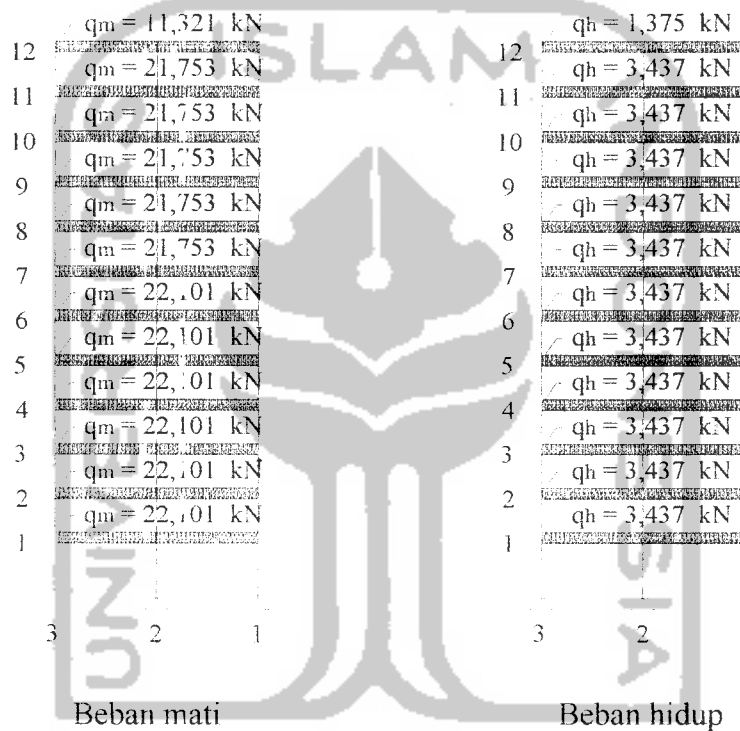 qm = 11,321 kN
12
qm = 21,753 kN
11
qm = 21,753 kN
10
qm = 21,753 kN
9
qm = 21,753 kN
8
qm = 21,753 kN
7
qm = 22,101 kN
6
qm = 22,101 kN
5
qm = 22,101 kN
4
qm = 22,101 kN
3
qm = 22,101 kN
2
qm = 22,101 kN
1
3 2 1
Beban mati
qh = 1,375 kN
12
qh = 3,437 kN
11
qh = 3,437 kN
10
qh = 3,437 kN
9
qh = 3,437 kN
8
qh = 3,437 kN
7
qh = 3,437 kN
6
qh = 3,437 kN
5
qh = 3,437 kN
4
qh = 3,437 kN
3
qh = 3,437 kN
2
qh = 3,437 kN
1
3 2
Beban hidup
ISLAM